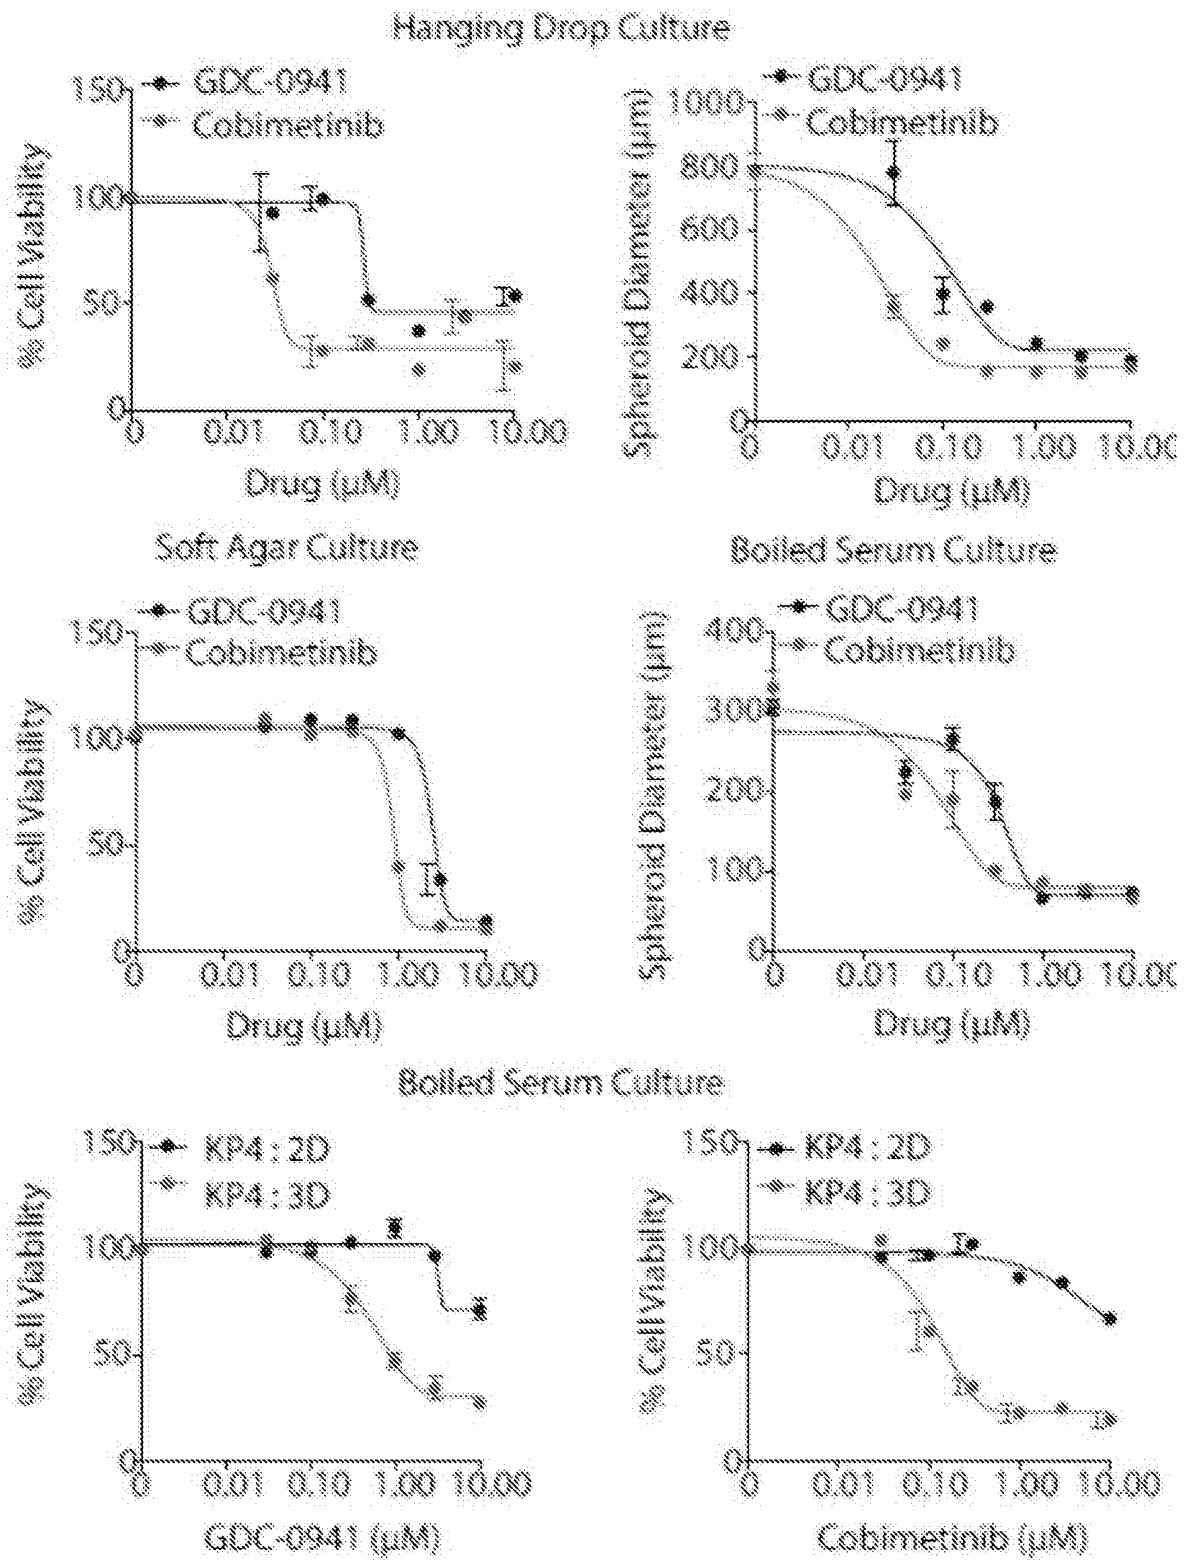 Hanging Drop Culture
GDC-0941
Cobimetinib
150
100
50
0
% Cell Viability
0 0.01 0.10 1.00 10.00
Drug (µM)
GDC-0941
Cobimetinib
1000
800
600
400
200
0
Spheroid Diameter (µm)
0 0.01 0.10 1.00 10.00
Drug (µM)
Soft Agar Culture
GDC-0941
Cobimetinib
150
100
50
0
% Cell Viability
0 0.01 0.10 1.00 10.00
Drug (µM)
Boiled Serum Culture
GDC-0941
Cobimetinib
400
300
200
100
0
Spheroid Diameter (µm)
0 0.01 0.10 1.00 10.00
Drug (µM)
Boiled Serum Culture
KP4 : 2D
KP4 : 3D
150
100
50
0
% Cell Viability
0 0.01 0.10 1.00 10.00
GDC-0941 (µM)
KP4 : 2D
KP4 : 3D
150
100
50
0
% Cell Viability
0 0.01 0.10 1.00 10.00
Cobimetinib (µM)